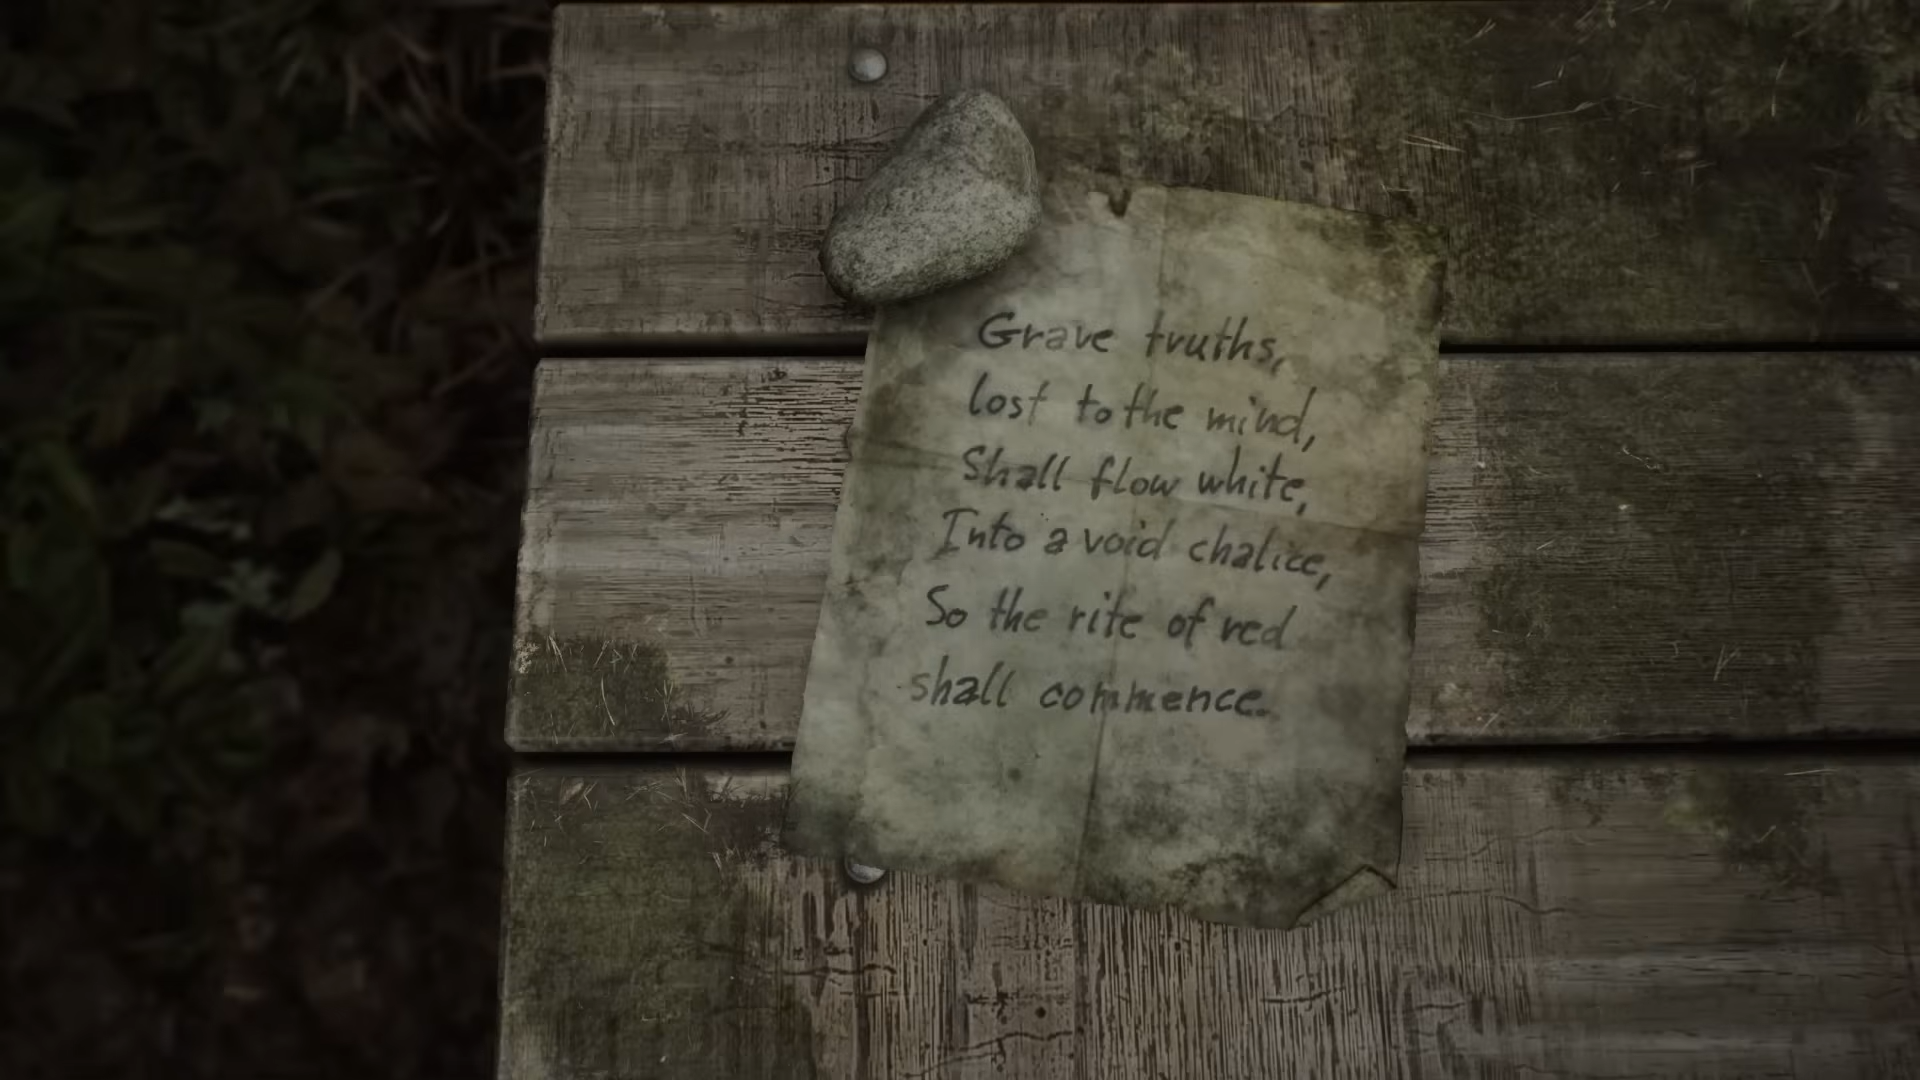 Grave truths,
lost to the mind,
Shall flow white,
Into a void chalice,
So the rite of red
shall commence.